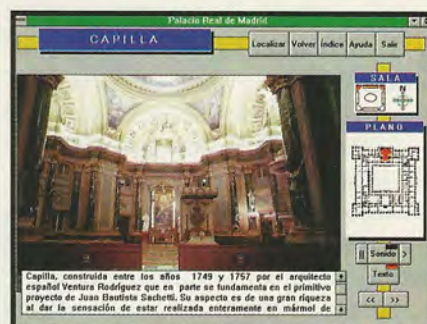 Palacio Real de Madrid
CAPILLA
Localizar Volver Índice Ayuda Salir
SALA
N
PLANO
Sonido
Texto
<< >>
Capilla, construida entre los años 1749 y 1757 por el arquitecto
español Ventura Rodríguez que en parte se fundamenta en el primitivo
proyecto de Juan Bautista Sachetti. Su aspecto es de una gran riqueza
al dar la sensación de estar realizada enteramente en mármol de